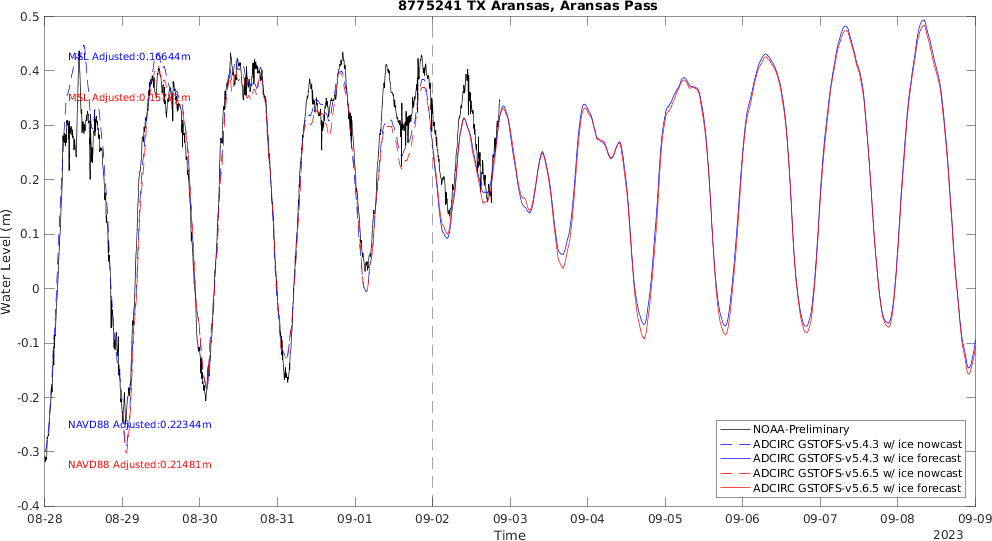 8775241 TX Aransas, Aransas Pass
0.5
0.4
0.3
0.2
0.1
0
-0.1
-0.2
-0.3
-0.4
Water Level (m)
MSL Adjusted:0.16644m
MSL Adjusted:
NAVD88 Adjusted:0.22344m
NAVD88 Adjusted:0.21481m
NOAA-Preliminary
ADCIRC GSTOFS-v5.4.3 w/ ice nowcast
ADCIRC GSTOFS-v5.4.3 w/ ice forecast
ADCIRC GSTOFS-v5.6.5 w/ ice nowcast
ADCIRC GSTOFS-v5.6.5 w/ ice forecast
08-28 08-29 08-30 08-31 09-01 09-02 09-03 09-04 09-05 09-06 09-07 09-08 09-09
Time
2023